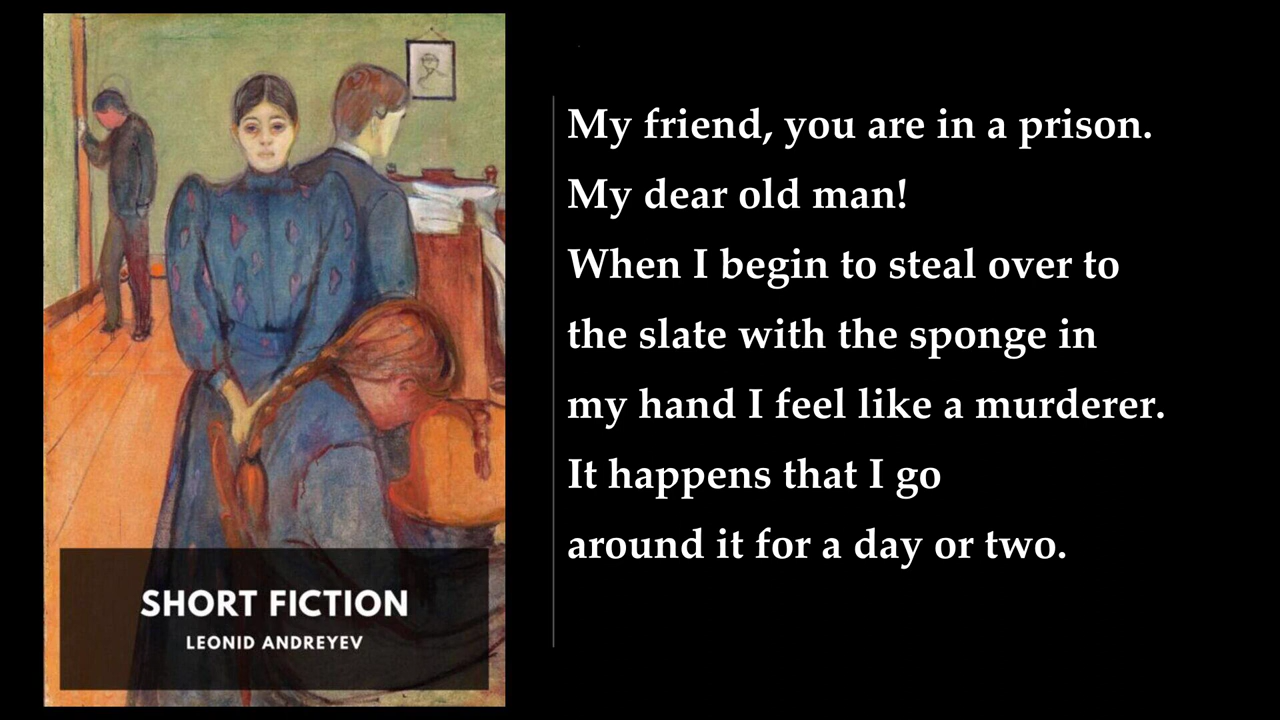 SHORT FICTION
LEONID ANDREYEV
My friend, you are in a prison.
My dear old man!
When I begin to steal over to
the slate with the sponge in
my hand I feel like a murderer.
It happens that I go
around it for a day or two.